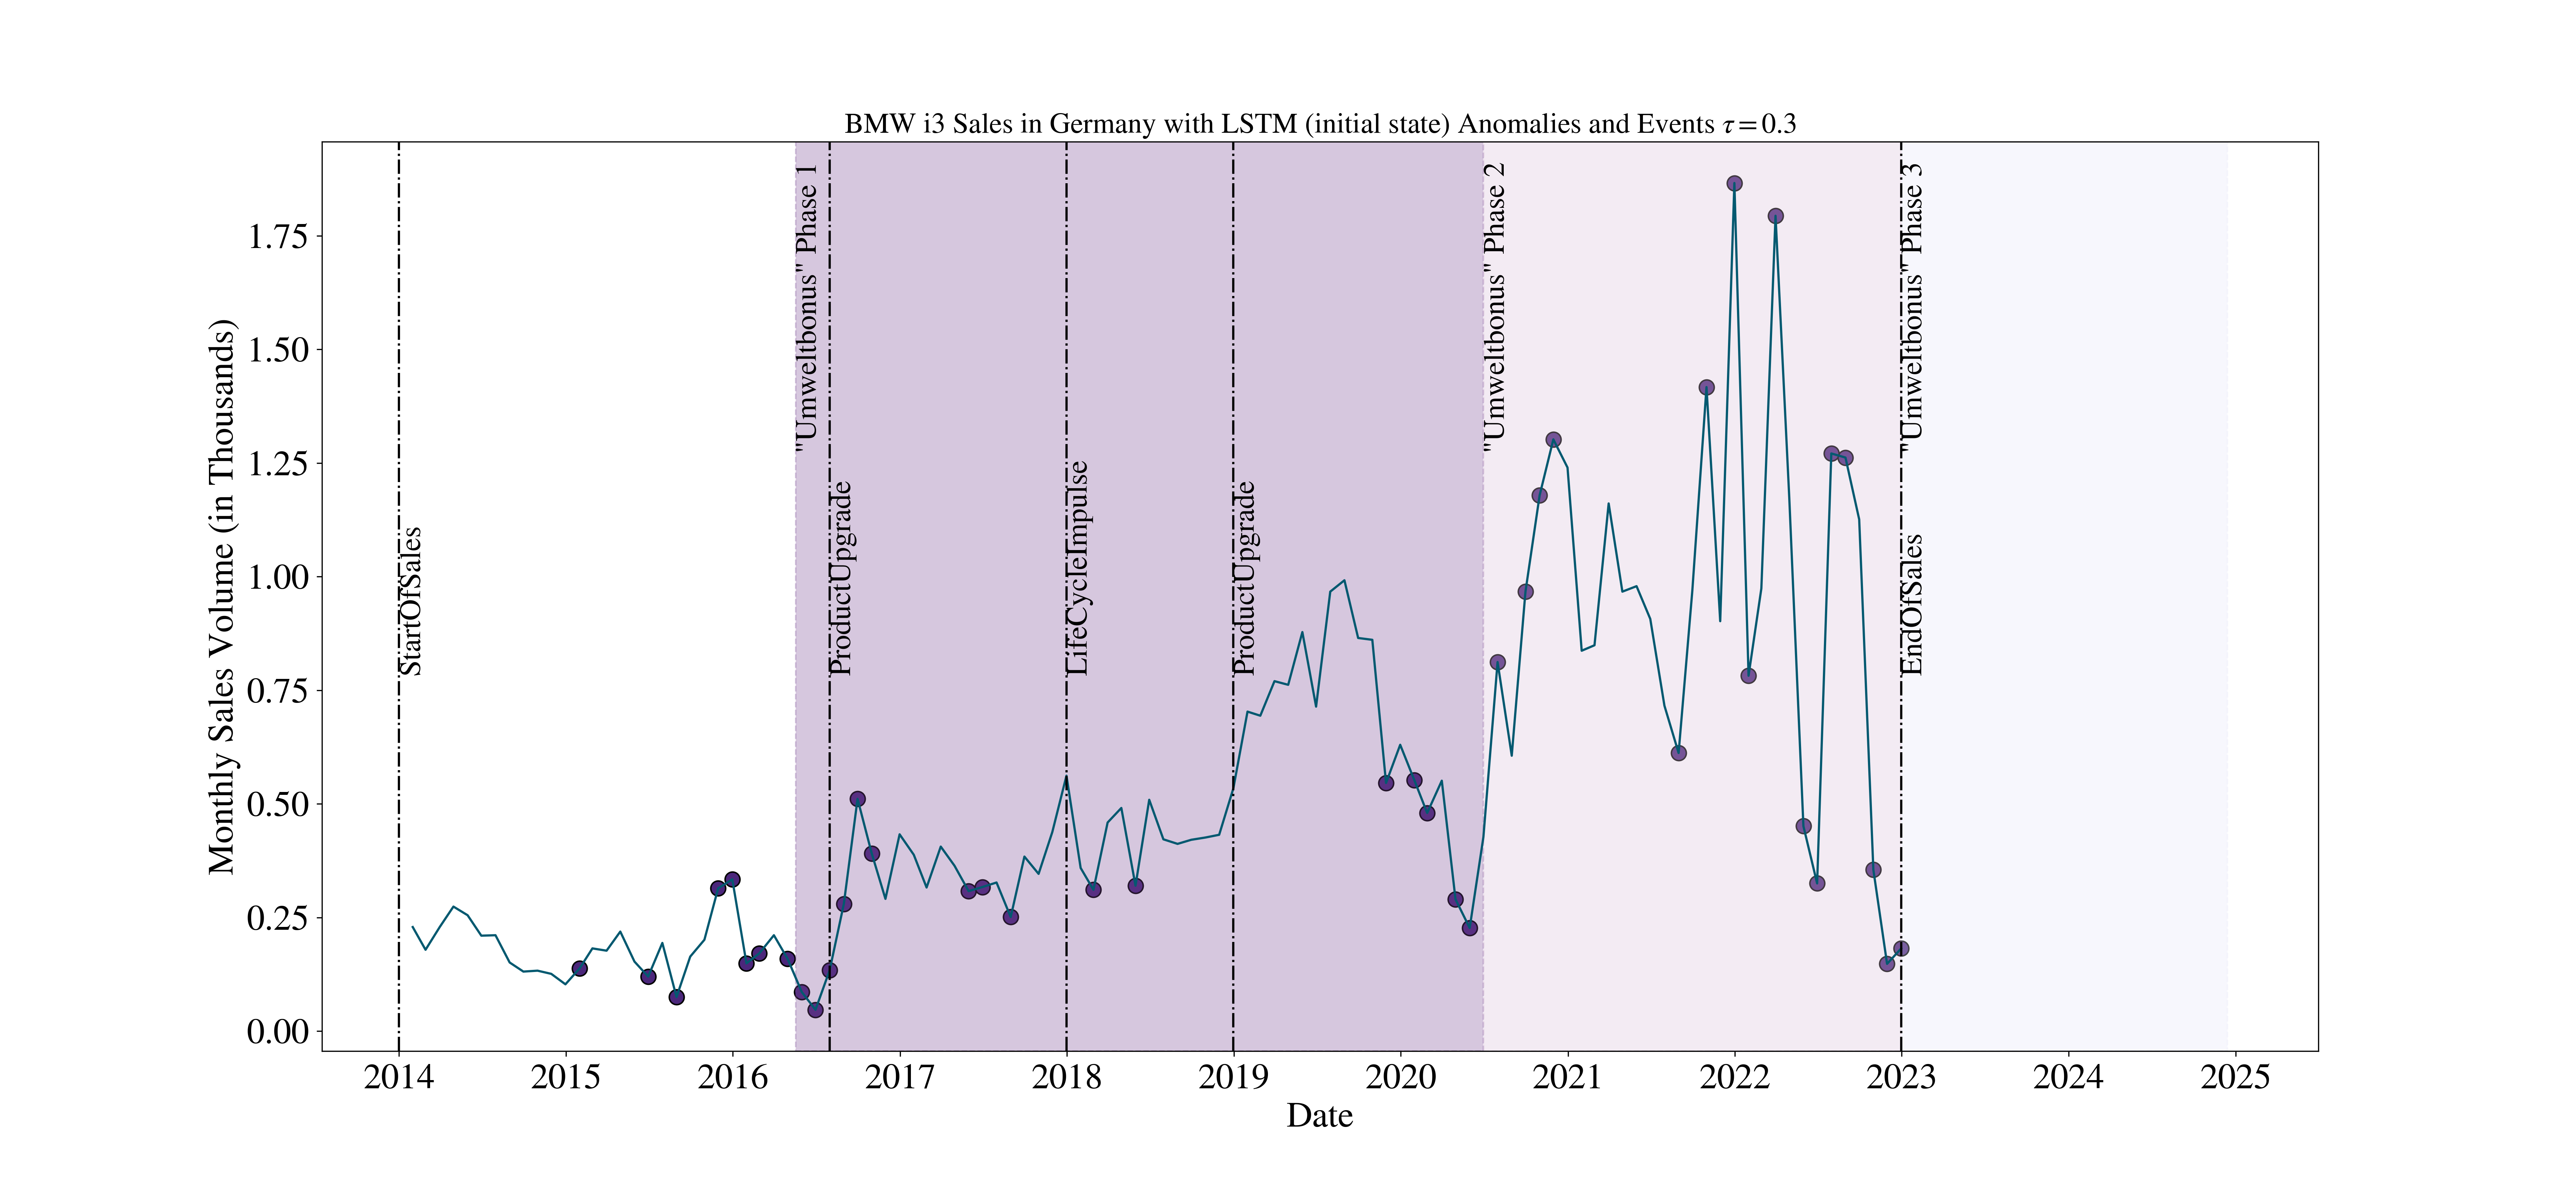 BMW i3 Sales in Germany with LSTM (initial state) Anomalies and Events τ = 0.3
Monthly Sales Volume (in Thousands)
1.75
1.50
1.25
1.00
0.75
0.50
0.25
0.00
StartOfSales
"Umweltbonus" Phase 1
ProductUpgrade
LifeCycleImpulse
ProductUpgrade
"Umweltbonus" Phase 2
"Umweltbonus" Phase 3
EndOfSales
2014
2015
2016
2017
2018
2019
2020
2021
2022
2023
2024
2025
Date